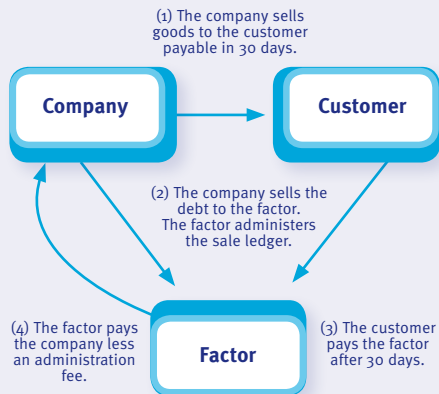 (1) The company sells
goods to the customer
payable in 30 days.
Company
Customer
(2) The company sells the
debt to the factor.
The factor administers
the sale ledger.
(4) The factor pays
the company less
an administration
fee.
Factor
(3) The customer
pays the factor
after 30 days.